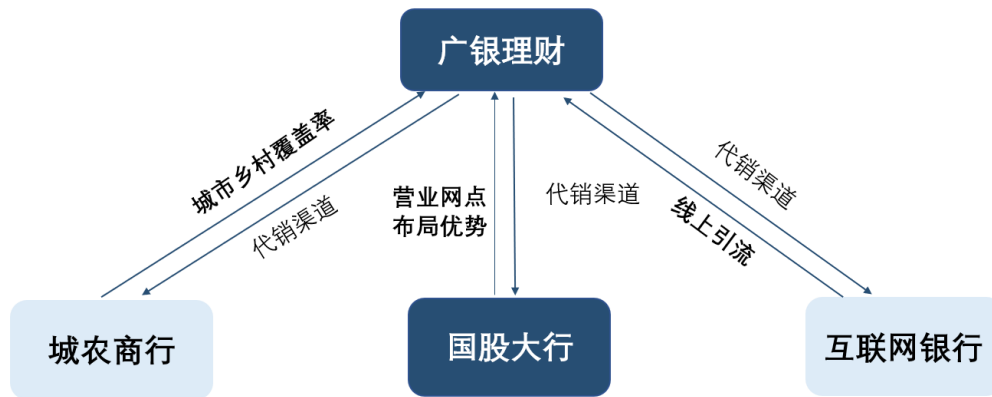 广银理财
城市乡村覆盖率
代销渠道
营业网点
布局优势
代销渠道
代销渠道
线上引流
城农商行
国股大行
互联网银行